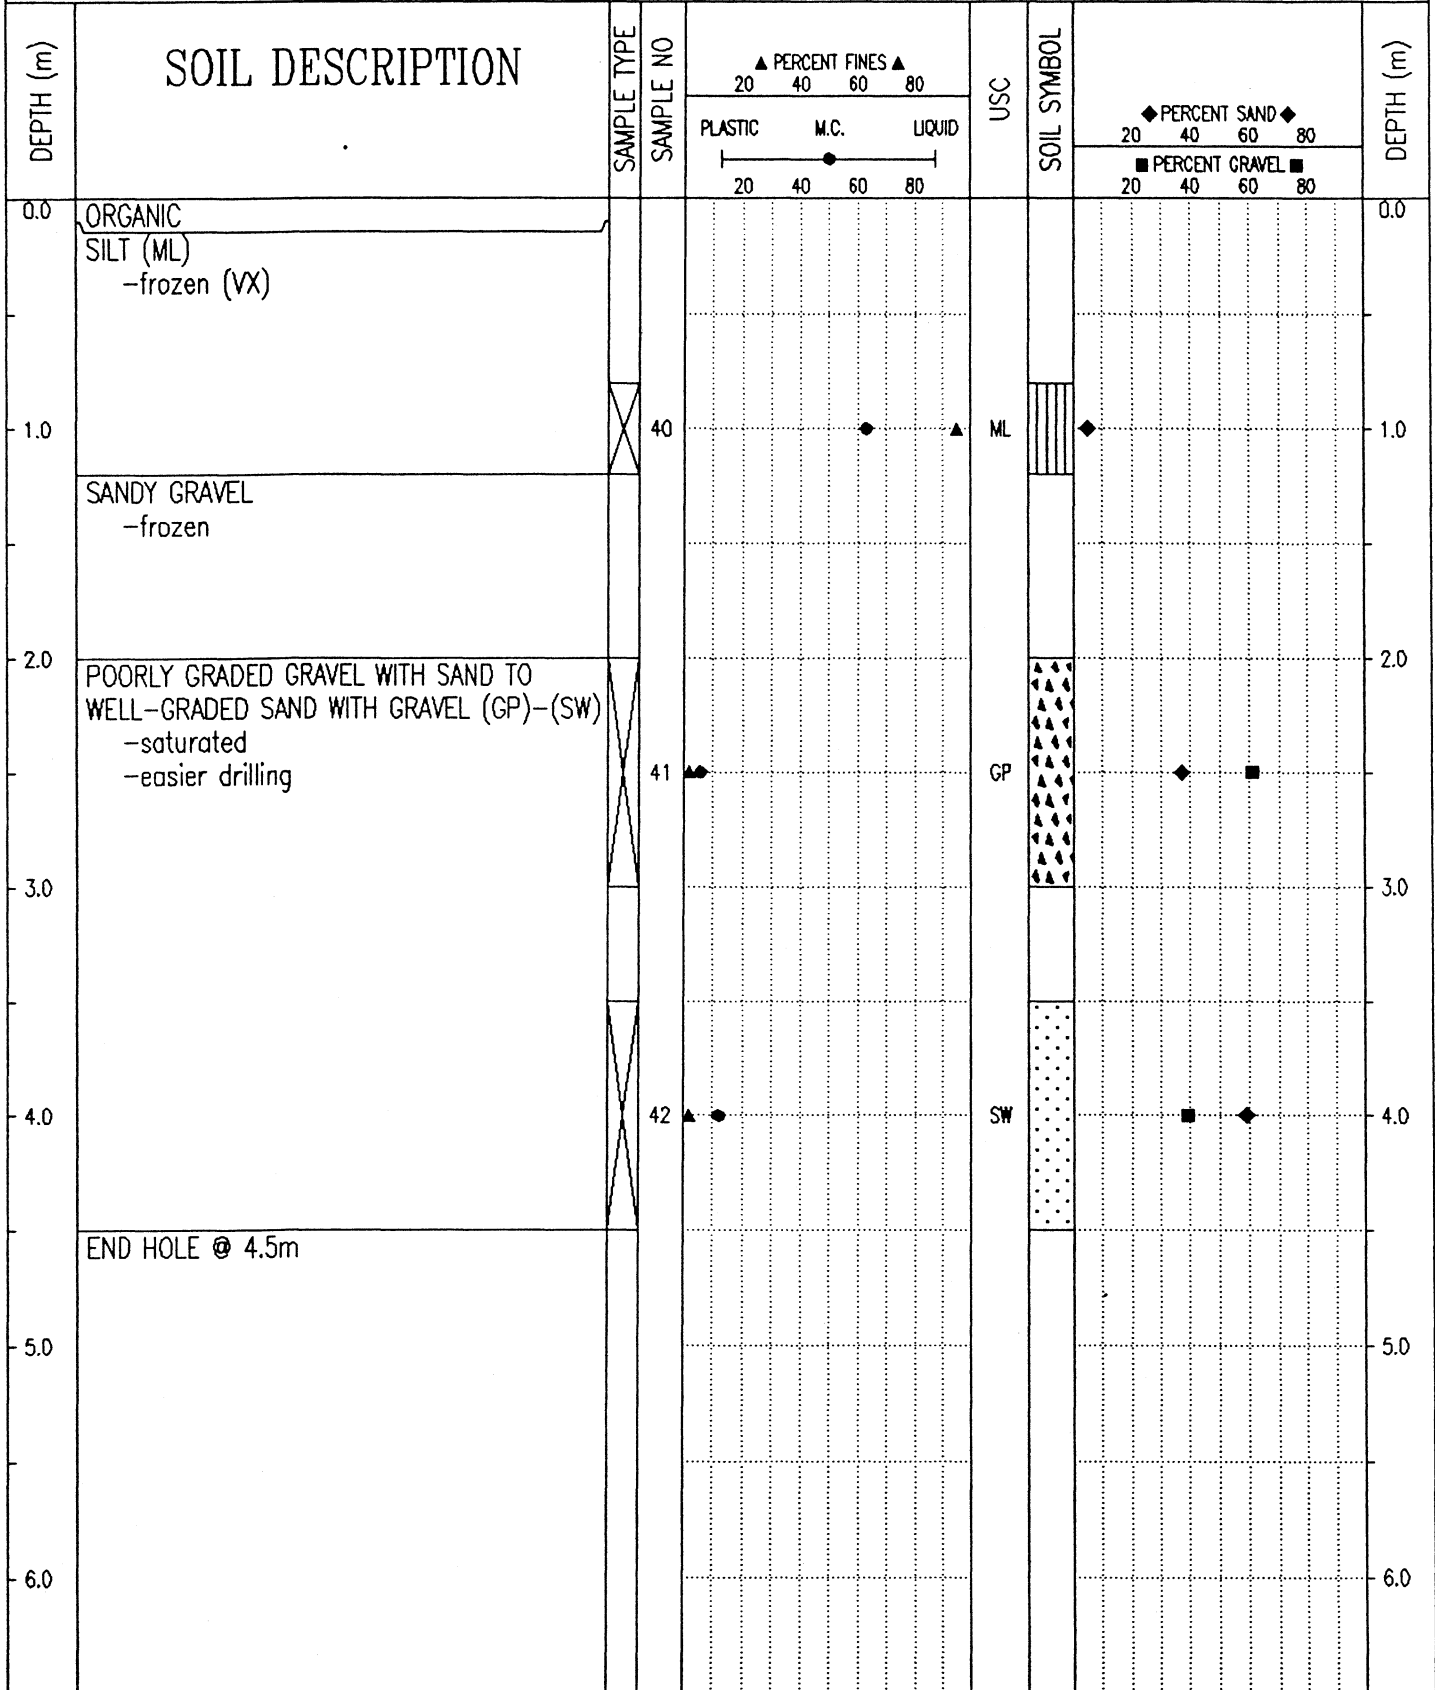 DEPTH (m)
SOIL DESCRIPTION
SAMPLE TYPE
SAMPLE NO
▲ PERCENT FINES ▲
20 40 60 80
PLASTIC M.C. LIQUID
20 40 60 80
USC
SOIL SYMBOL
◆ PERCENT SAND ◆
20 40 60 80
■ PERCENT GRAVEL ■
20 40 60 80
DEPTH (m)
0.0 ORGANIC 0.0
SILT (ML)
-frozen (VX)
1.0 40 ML 1.0
SANDY GRAVEL
-frozen
2.0 2.0
POORLY GRADED GRAVEL WITH SAND TO
WELL-GRADED SAND WITH GRAVEL (GP)-(SW)
-saturated
41 GP
-easier drilling
3.0 3.0
4.0 42 SW 4.0
END HOLE @ 4.5m
5.0 5.0
6.0 6.0